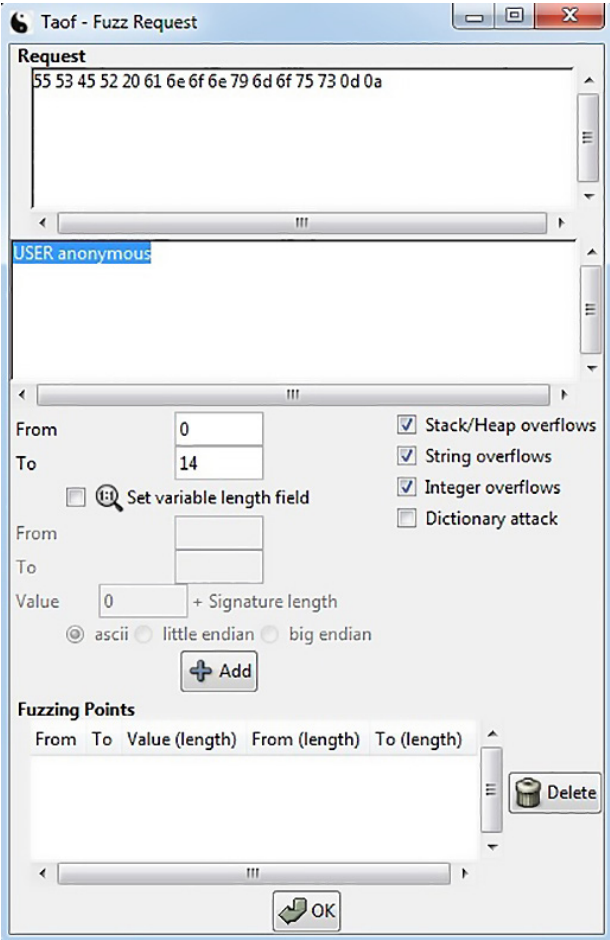 Taof - Fuzz Request
Request
55 53 45 52 20 61 6e 6f 6e 79 6d 6f 75 73 0d 0a
USER anonymous
From 0
To 14
Set variable length field
Stack/Heap overflows
String overflows
Integer overflows
Dictionary attack
From
To
Value 0 + Signature length
ascii little endian big endian
Add
Fuzzing Points
From To Value (length) From (length) To (length)
Delete
OK